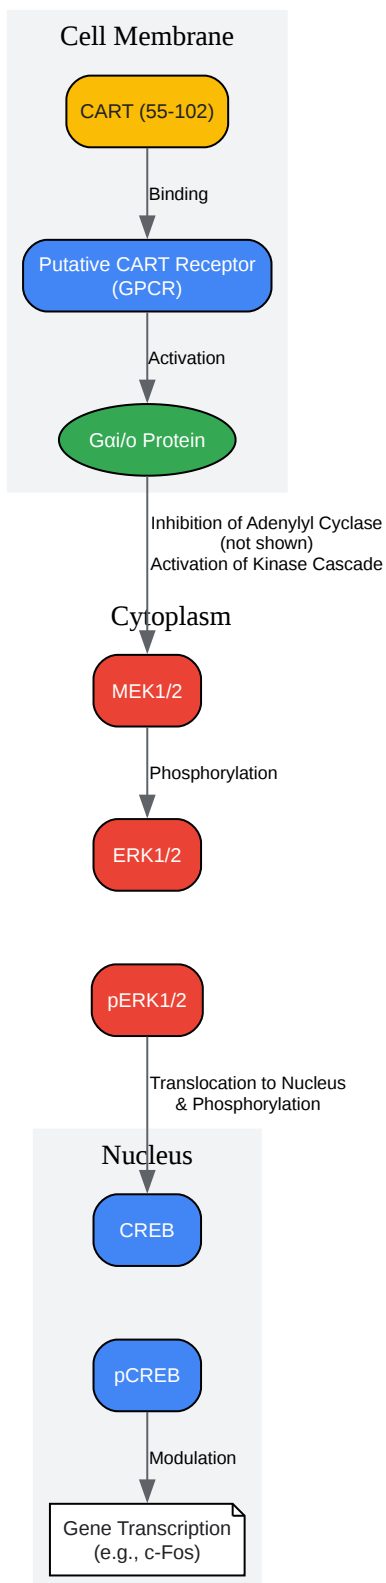 Cell Membrane
CART (55-102)
Binding
Putative CART Receptor
(GPCR)
Activation
Gαi/o Protein
Inhibition of Adenylyl Cyclase
(not shown)
Activation of Kinase Cascade
Cytoplasm
MEK1/2
Phosphorylation
ERK1/2
pERK1/2
Translocation to Nucleus
& Phosphorylation
Nucleus
CREB
pCREB
Modulation
Gene Transcription
(e.g., c-Fos)